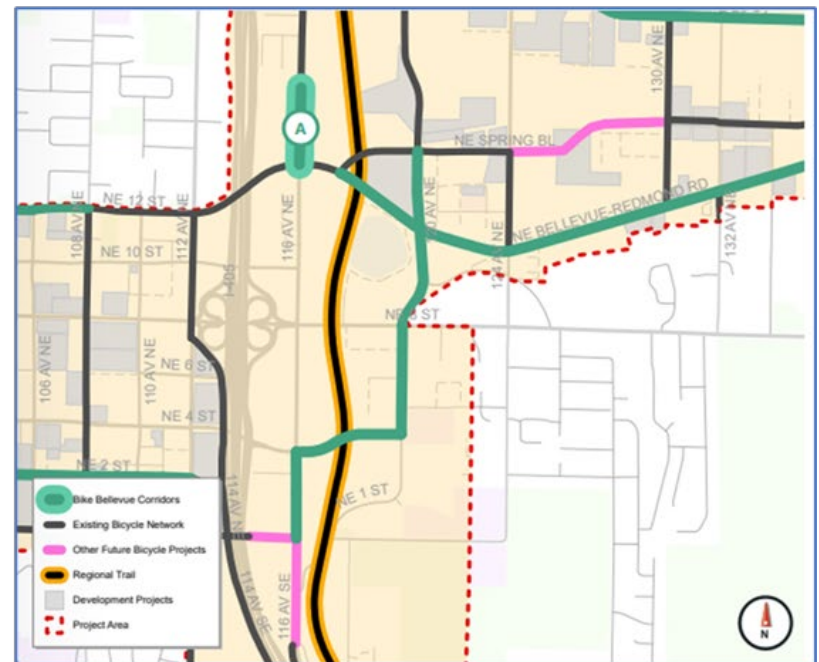 130 AV NE
A
NE SPRING BL
NE 12 ST
108 AV NE
112 AV NE
116 AV NE
NE BELLEVUE-REDMOND RD
132 AV NE
NE 10 ST
124 AV NE
I-405
NE 8 ST
106 AV NE
110 AV NE
NE 6 ST
NE 4 ST
NE 2 ST
NE 1 ST
114 AV SE
116 AV SE
Bike Bellevue Corridors
Existing Bicycle Network
Other Future Bicycle Projects
Regional Trail
Development Projects
Project Area
N